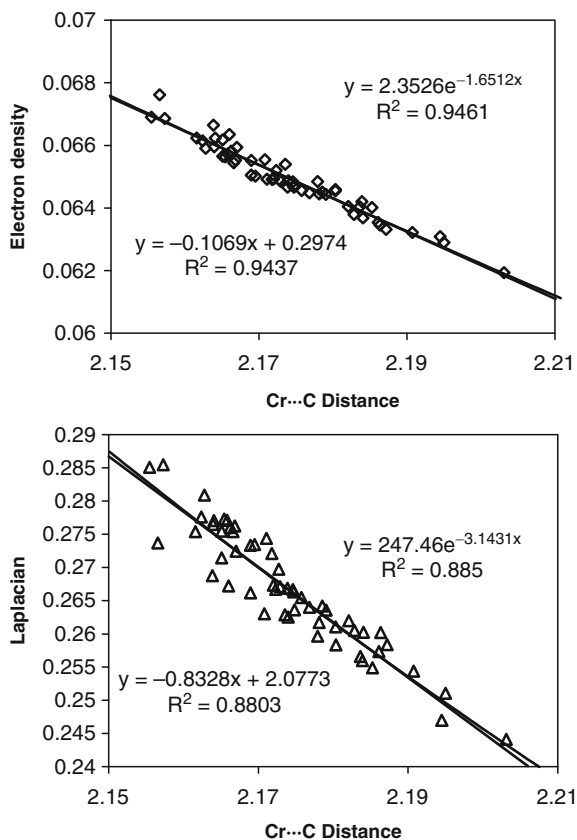 0.07
0.068
0.066
0.064
0.062
0.06
Electron density
y = 2.3526e^−1.6512x
R² = 0.9461
y = −0.1069x + 0.2974
R² = 0.9437
2.15 2.17 2.19 2.21
Cr···C Distance
0.29
0.285
0.28
0.275
0.27
0.265
0.26
0.255
0.25
0.245
0.24
Laplacian
y = 247.46e^−3.1431x
R² = 0.885
y = −0.8328x + 2.0773
R² = 0.8803
2.15 2.17 2.19 2.21
Cr···C Distance